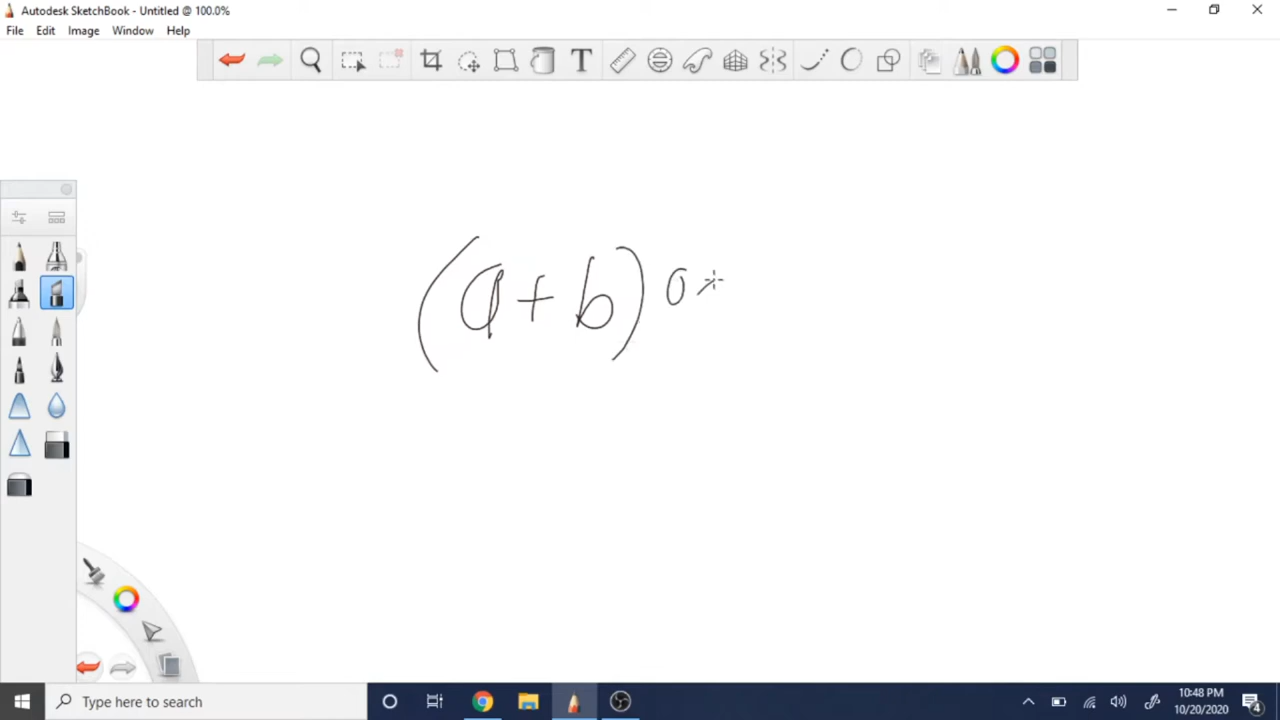 Autodesk SketchBook - Untitled @ 100.0%
File Edit Image Window Help
T
(a + b) 0
Type here to search
10:48 PM
10/20/2020
4